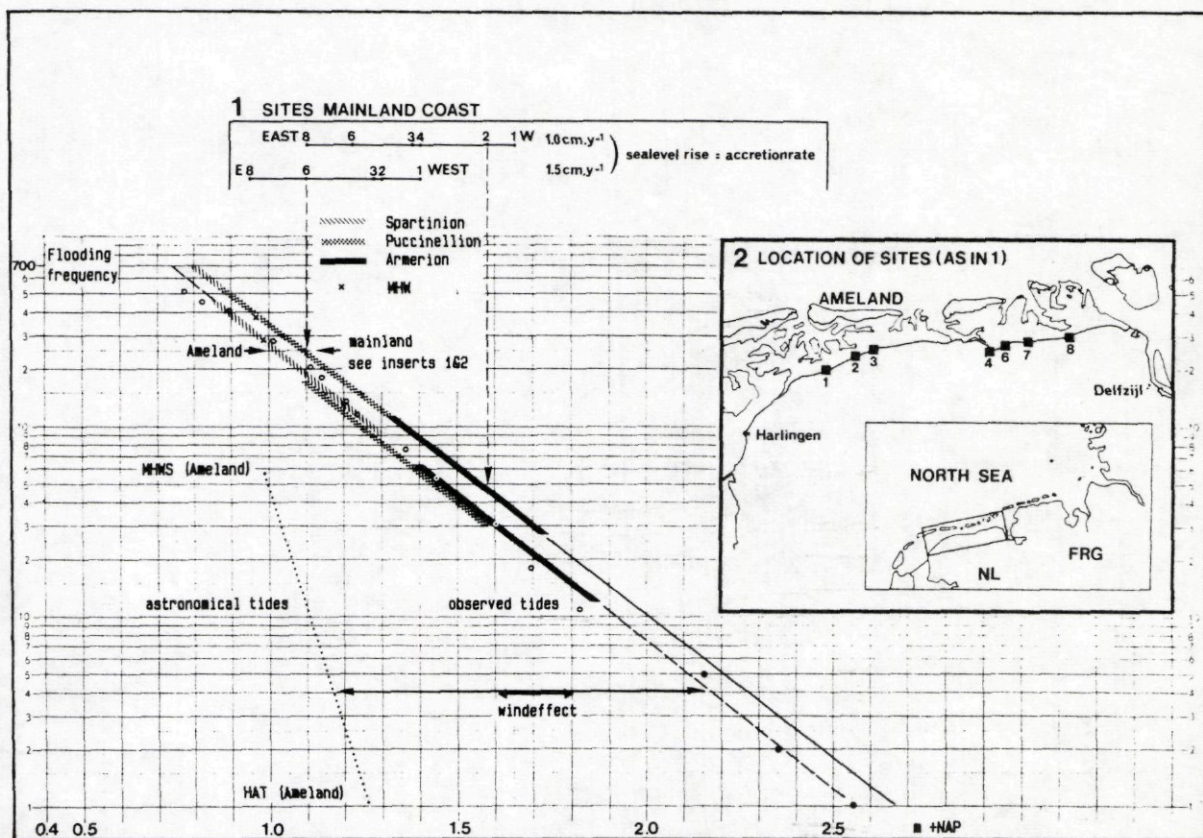 1 SITES MAINLAND COAST
EAST 8 6 34 2 1 W 1.0 cm.y⁻¹
sealevel rise = accretionrate
E 8 6 32 1 WEST 1.5 cm.y⁻¹
Spartinion
Puccinellion
Armerion
× MHW
Flooding
frequency
700
Ameland
mainland
see inserts 1&2
MHWS (Ameland)
astronomical tides
observed tides
windeffect
HAT (Ameland)
0.4 0.5 1.0 1.5 2.0 2.5 ■ +NAP
2 LOCATION OF SITES (AS IN 1)
AMELAND
1 2 3 4 6 7 8
Delfzijl
Harlingen
NORTH SEA
FRG
NL